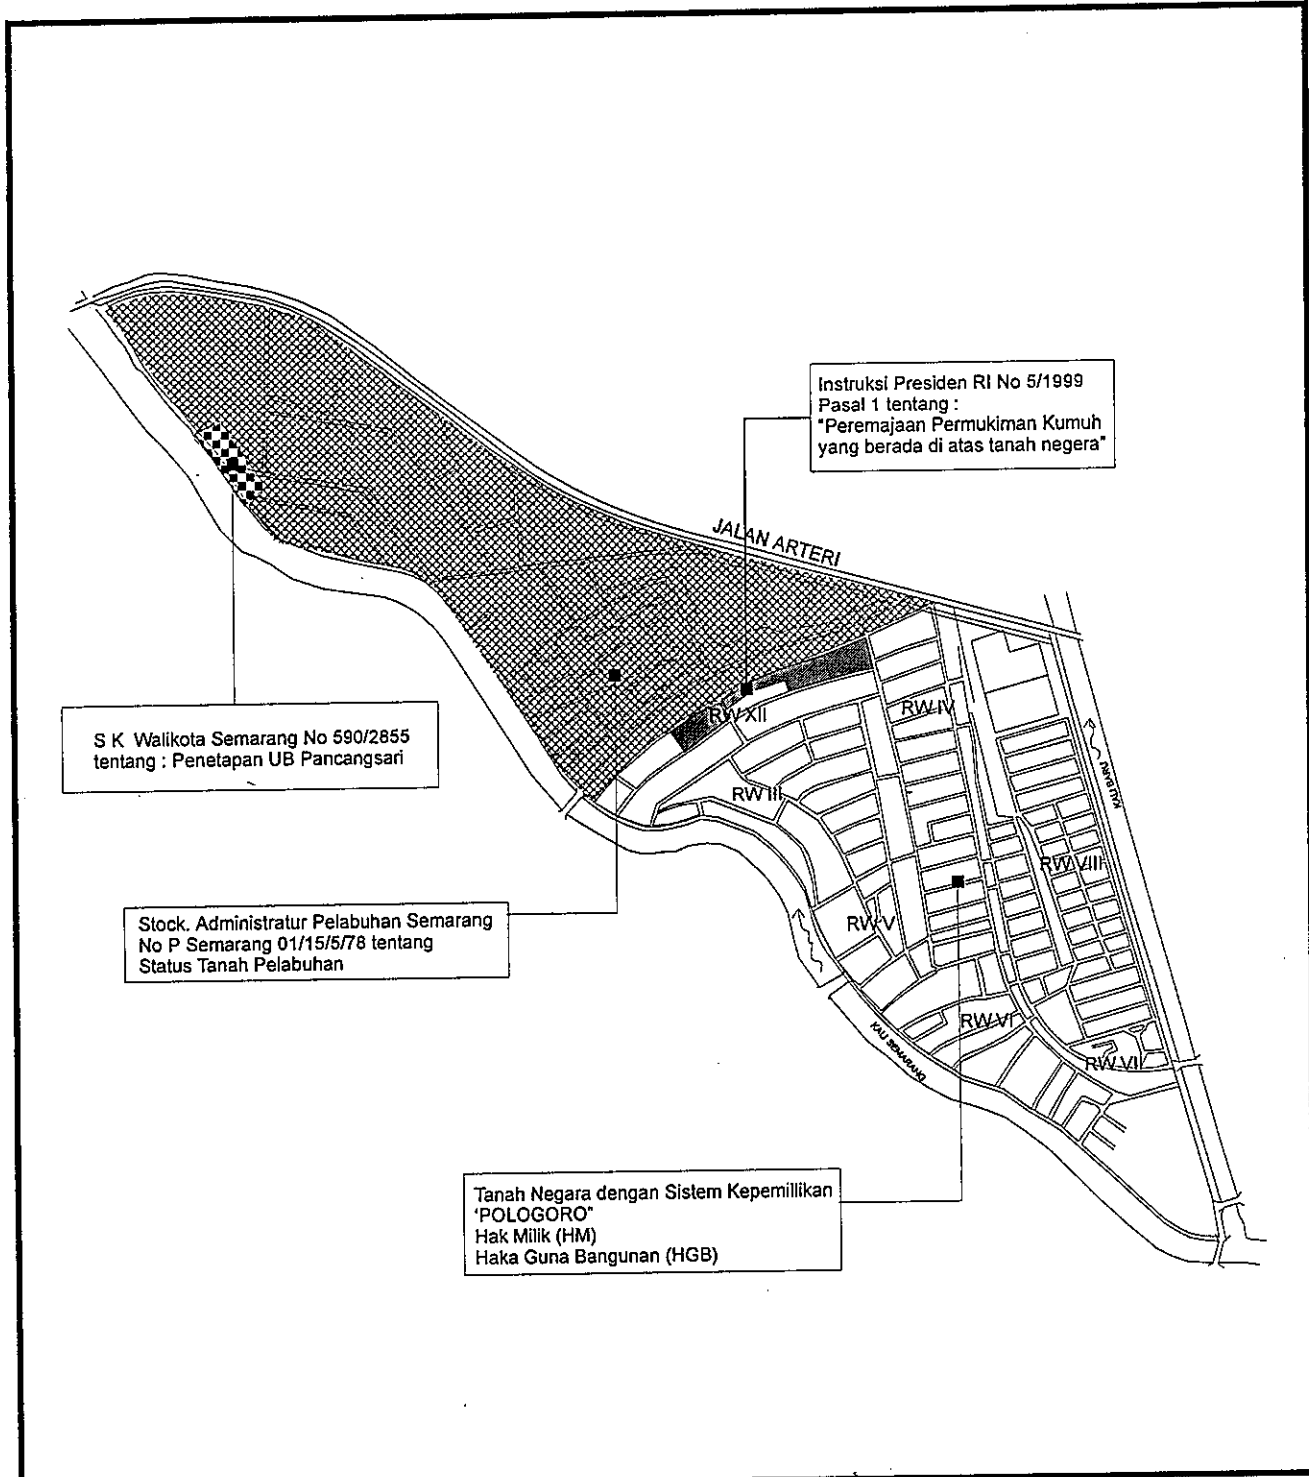 Instruksi Presiden RI No 5/1999
Pasal 1 tentang :
"Peremajaan Permukiman Kumuh
yang berada di atas tanah negera"
JALAN ARTERI
RW XII
RW IV
S K Walikota Semarang No 590/2855
tentang : Penetapan UB Pancangsari
RW III
KALI BARU
RW VIII
Stock. Administratur Pelabuhan Semarang
No P Semarang 01/15/5/78 tentang
Status Tanah Pelabuhan
RW V
RW VI
KALI SEMARANG
RW VI
Tanah Negara dengan Sistem Kepemillikan
'POLOGORO"
Hak Milik (HM)
Haka Guna Bangunan (HGB)